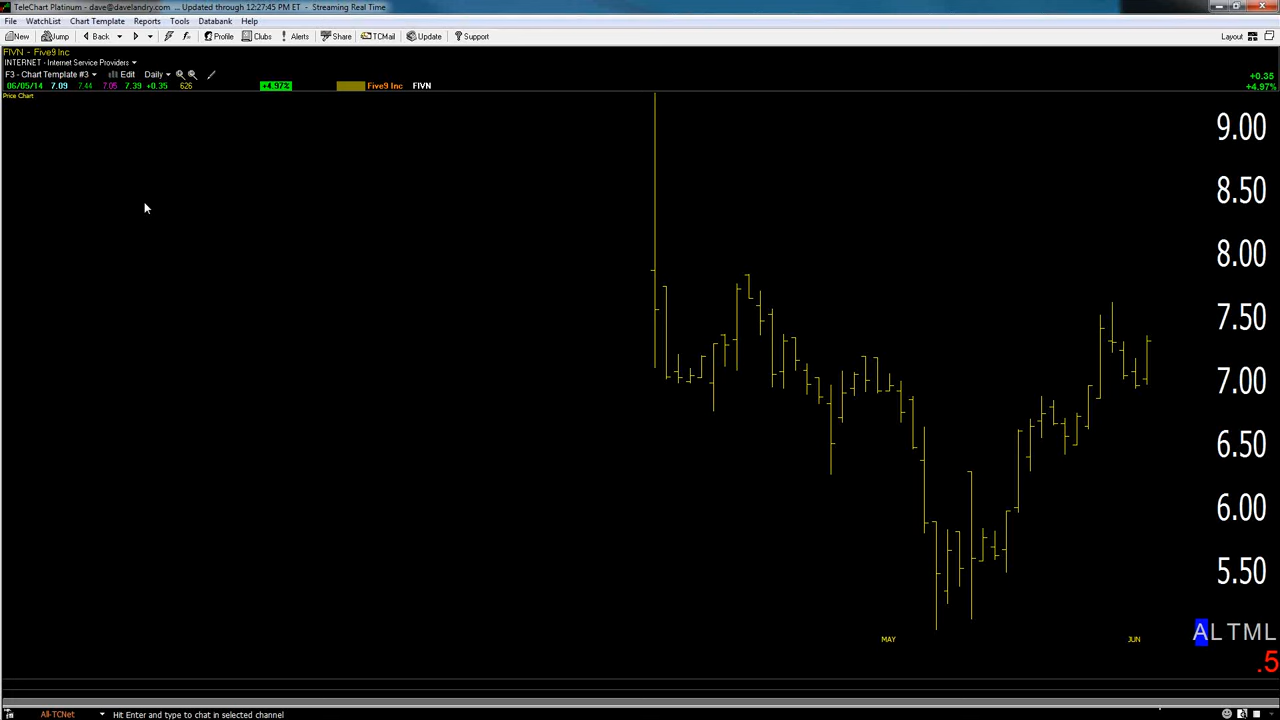 TeleChart Platinum - dave@davelandry.com ... Updated through 12:27:45 PM ET - Streaming Real Time
File WatchList Chart Template Reports Tools Databank Help
New Jump Back Profile Clubs Alerts Share TCMail Update Support Layout
FIVN - Five9 Inc
INTERNET - Internet Service Providers
F3 - Chart Template #3 Edit Daily +0.35
06/05/14 7.09 7.44 7.05 7.39 +0.35 626 +4.97% Five9 Inc FIVN +4.97%
Price Chart
9.00
8.50
8.00
7.50
7.00
6.50
6.00
5.50
ALTML
MAY JUN
.5
All-TCNet Hit Enter and type to chat in selected channel